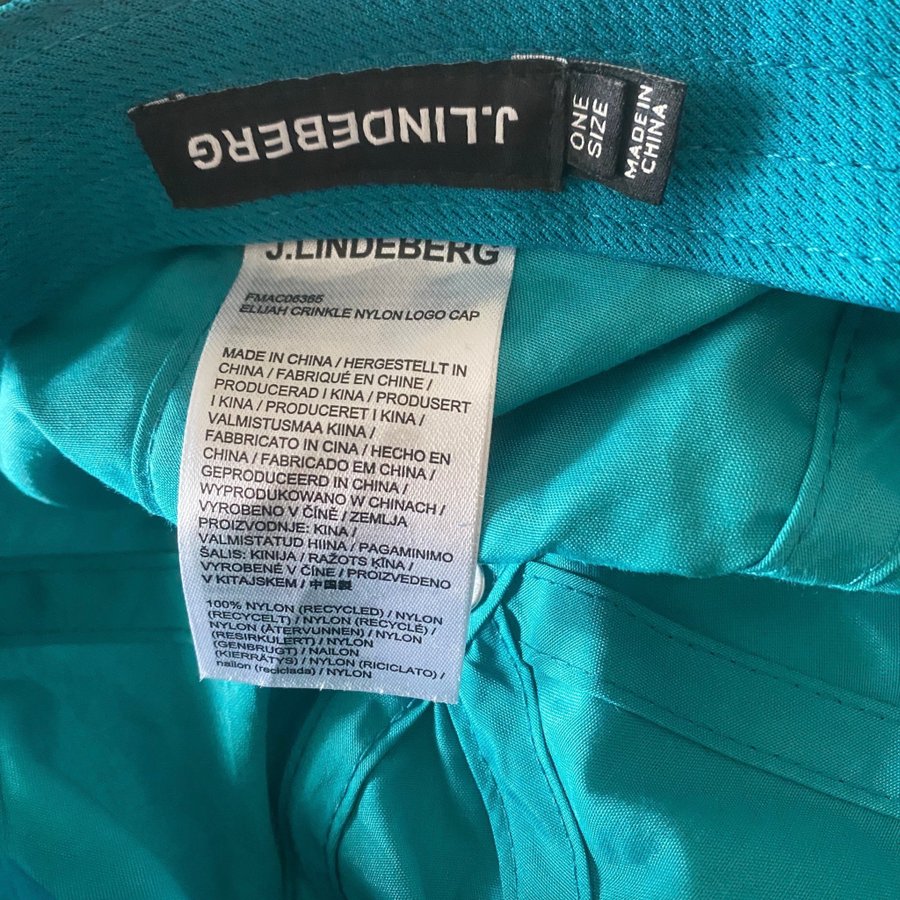 J.LINDEBERG
ONE
SIZE
MADE IN
CHINA
J.LINDEBERG
FMAC06365
ELIJAH CRINKLE NYLON LOGO CAP
MADE IN CHINA / HERGESTELLT IN
CHINA / FABRIQUÉ EN CHINE /
PRODUCERAD I KINA / PRODUSERT
I KINA / PRODUCERET I KINA /
VALMISTUSMAA KIINA /
FABBRICATO IN CINA / HECHO EN
CHINA / FABRICADO EM CHINA /
GEPRODUCEERD IN CHINA /
WYPRODUKOWANO W CHINACH /
VYROBENO V ČÍNĚ / ZEMLJA
PROIZVODNJE: KINA /
VALMISTATUD HIINA / PAGAMINIMO
ŠALIS: KINIJA / RAŽOTS ĶĪNA /
VYROBENÉ V ČÍNE / PROIZVEDENO
V KITAJSKEM / 中国製
100% NYLON (RECYCLED) / NYLON
(RECYCELT) / NYLON (RECYCLÉ) /
NYLON (ÅTERVUNNEN) / NYLON
(RESIRKULERT) / NYLON
(GENBRUGT) / NAILON
(KIERRÄTYS) / NYLON (RICICLATO) /
nailon (reciclada) / NYLON